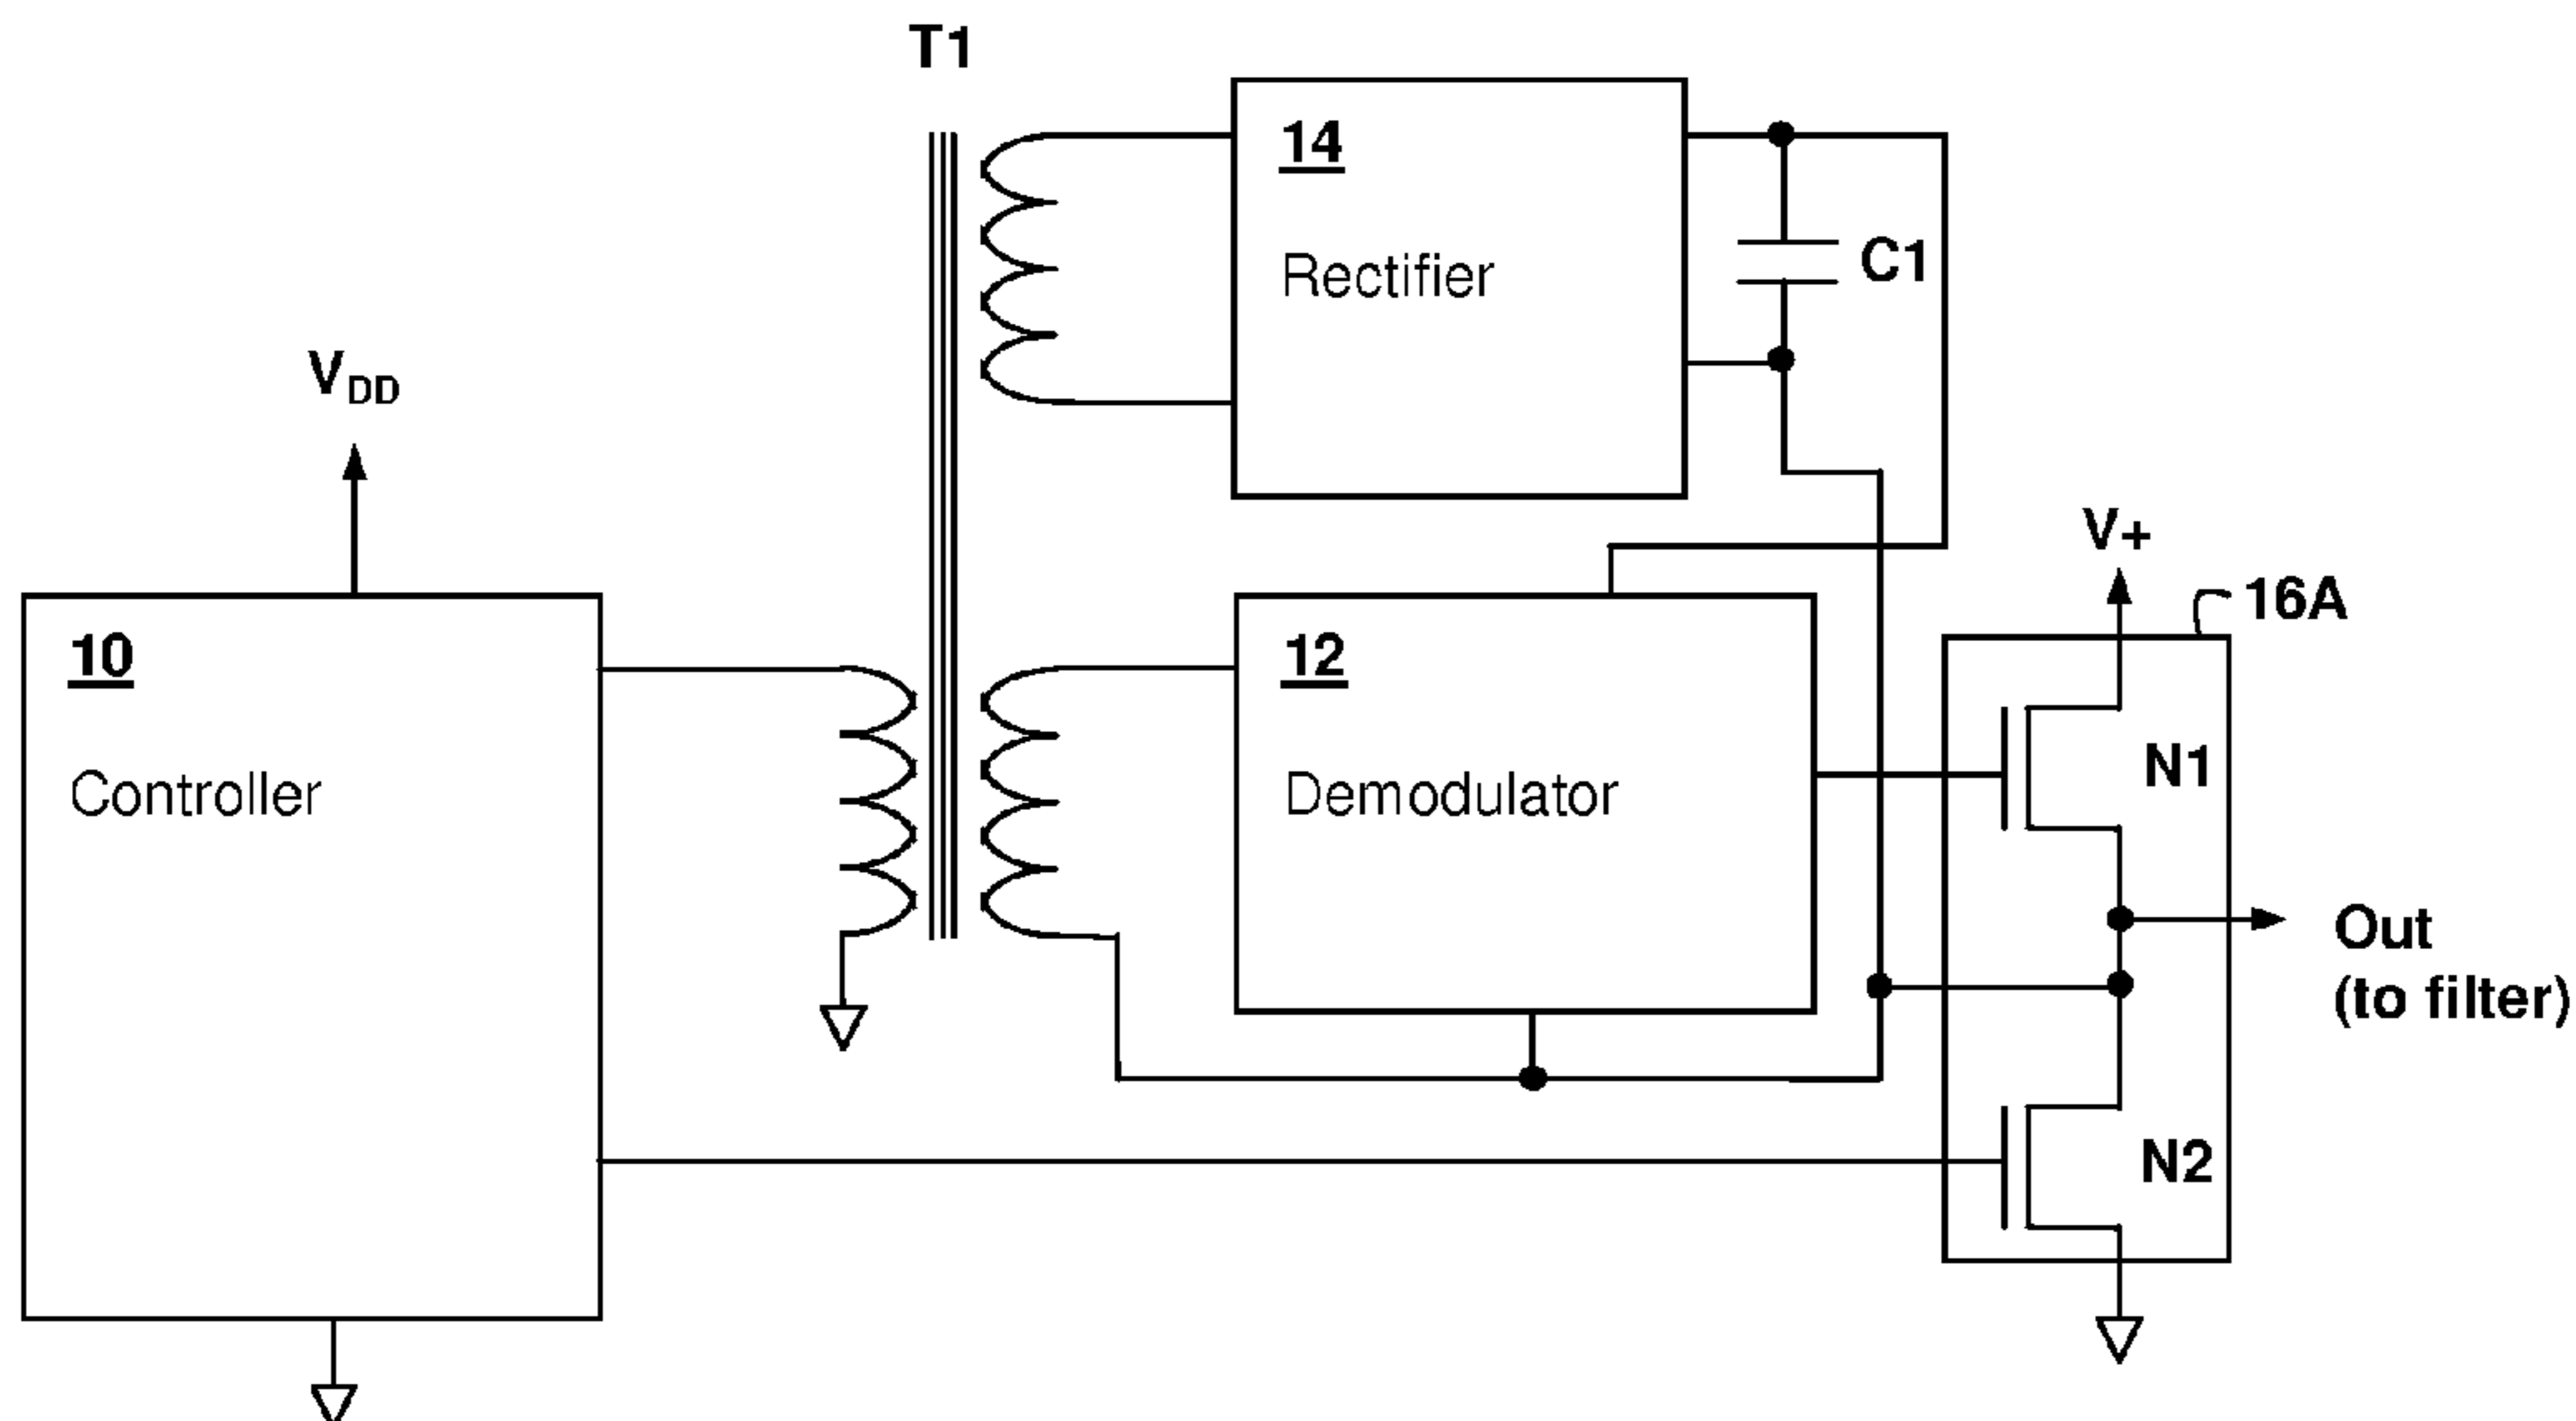 T1
14
Rectifier
C1
VDD
V+
16A
10
Controller
12
Demodulator
N1
Out
(to filter)
N2